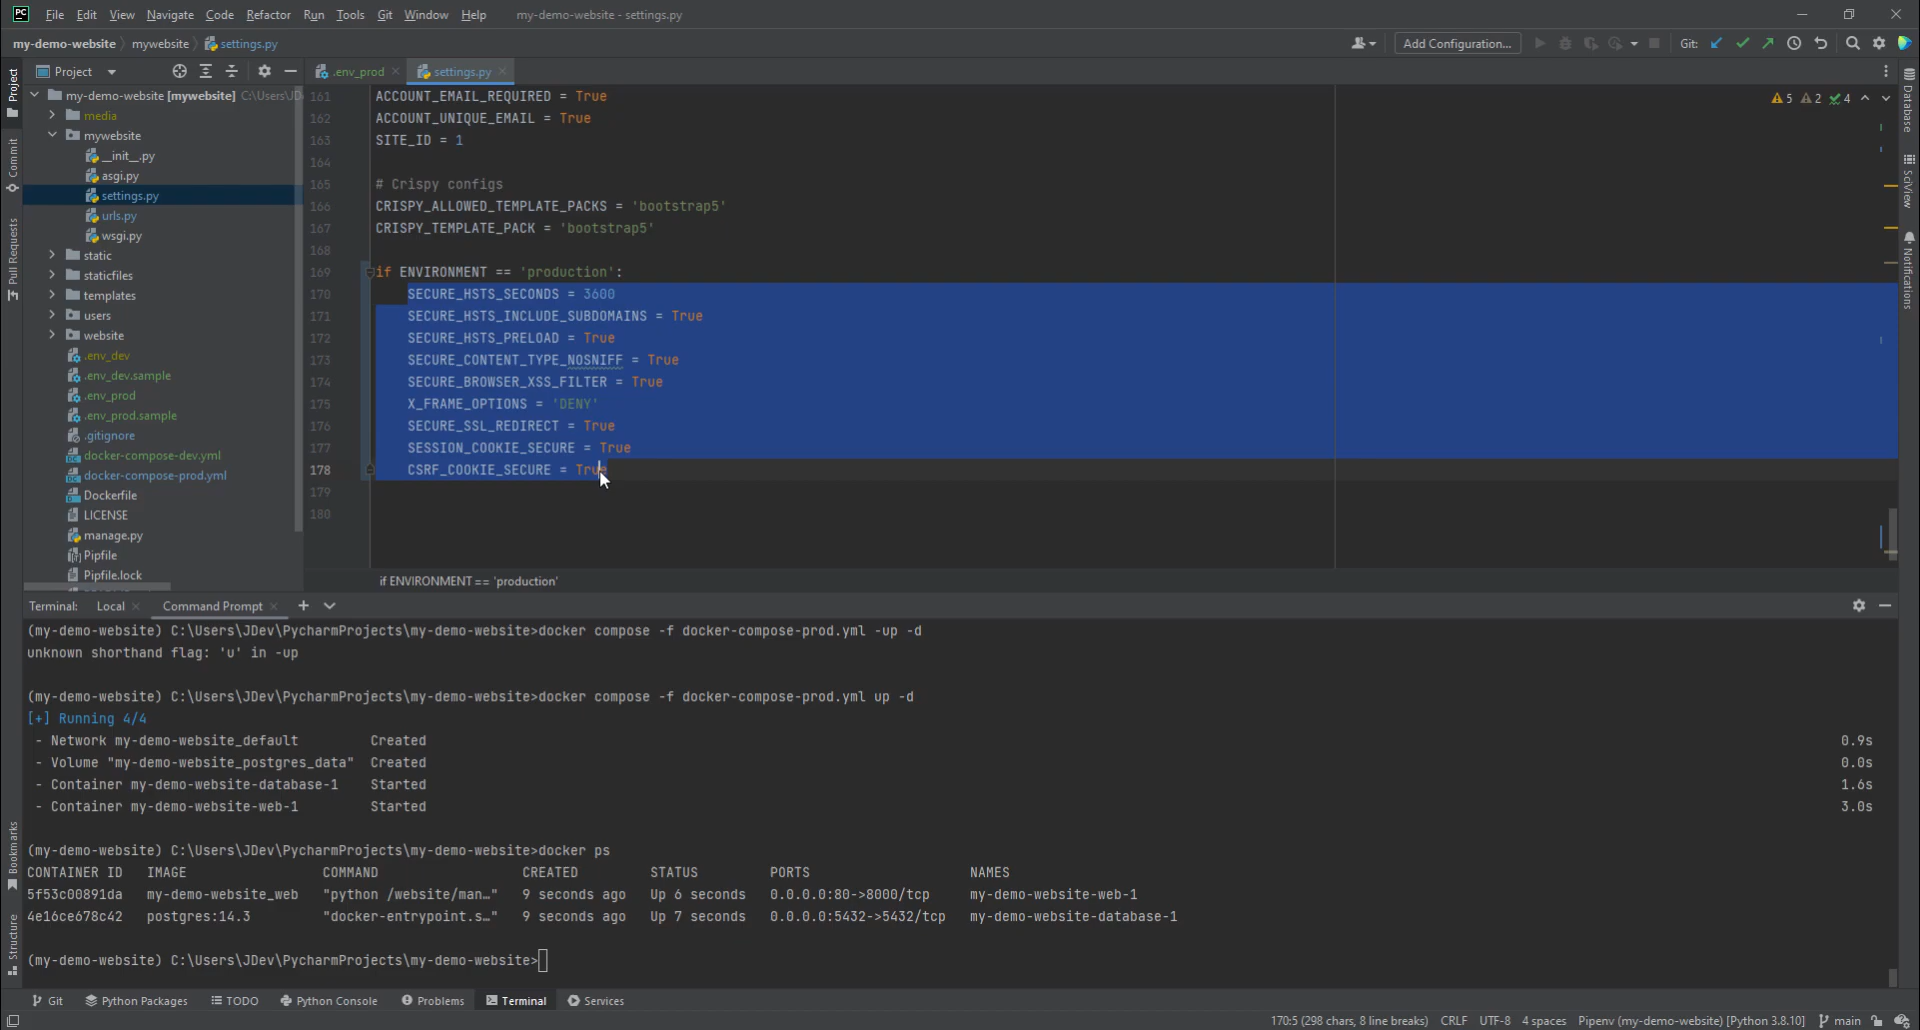 PC File Edit View Navigate Code Refactor Run Tools Git Window Help my-demo-website - settings.py
my-demo-website mywebsite settings.py Add Configuration... Git:
Project .env_prod settings.py
my-demo-website [mywebsite] C:\Users\JD
media
mywebsite
__init__.py
asgi.py
settings.py
urls.py
wsgi.py
static
staticfiles
templates
users
website
.env_dev
.env_dev.sample
.env_prod
.env_prod.sample
.gitignore
docker-compose-dev.yml
docker-compose-prod.yml
Dockerfile
LICENSE
manage.py
Pipfile
Pipfile.lock
Project
Commit
Pull Requests
Bookmarks
Structure
5 2 4
161 ACCOUNT_EMAIL_REQUIRED = True
162 ACCOUNT_UNIQUE_EMAIL = True
163 SITE_ID = 1
164
165 # Crispy configs
166 CRISPY_ALLOWED_TEMPLATE_PACKS = 'bootstrap5'
167 CRISPY_TEMPLATE_PACK = 'bootstrap5'
168
169 if ENVIRONMENT == 'production':
170 SECURE_HSTS_SECONDS = 3600
171 SECURE_HSTS_INCLUDE_SUBDOMAINS = True
172 SECURE_HSTS_PRELOAD = True
173 SECURE_CONTENT_TYPE_NOSNIFF = True
174 SECURE_BROWSER_XSS_FILTER = True
175 X_FRAME_OPTIONS = 'DENY'
176 SECURE_SSL_REDIRECT = True
177 SESSION_COOKIE_SECURE = True
178 CSRF_COOKIE_SECURE = True
179
180
if ENVIRONMENT == 'production'
Database
SciView
Notifications
Terminal: Local Command Prompt
(my-demo-website) C:\Users\JDev\PycharmProjects\my-demo-website>docker compose -f docker-compose-prod.yml -up -d
unknown shorthand flag: 'u' in -up
(my-demo-website) C:\Users\JDev\PycharmProjects\my-demo-website>docker compose -f docker-compose-prod.yml up -d
[+] Running 4/4
- Network my-demo-website_default Created 0.9s
- Volume "my-demo-website_postgres_data" Created 0.0s
- Container my-demo-website-database-1 Started 1.6s
- Container my-demo-website-web-1 Started 3.0s
(my-demo-website) C:\Users\JDev\PycharmProjects\my-demo-website>docker ps
CONTAINER ID IMAGE COMMAND CREATED STATUS PORTS NAMES
5f53c00891da my-demo-website_web "python /website/man…" 9 seconds ago Up 6 seconds 0.0.0.0:80->8000/tcp my-demo-website-web-1
4e16ce678c42 postgres:14.3 "docker-entrypoint.s…" 9 seconds ago Up 7 seconds 0.0.0.0:5432->5432/tcp my-demo-website-database-1
(my-demo-website) C:\Users\JDev\PycharmProjects\my-demo-website>
Git Python Packages TODO Python Console Problems Terminal Services
170:5 (298 chars, 8 line breaks) CRLF UTF-8 4 spaces Pipenv (my-demo-website) [Python 3.8.10] main